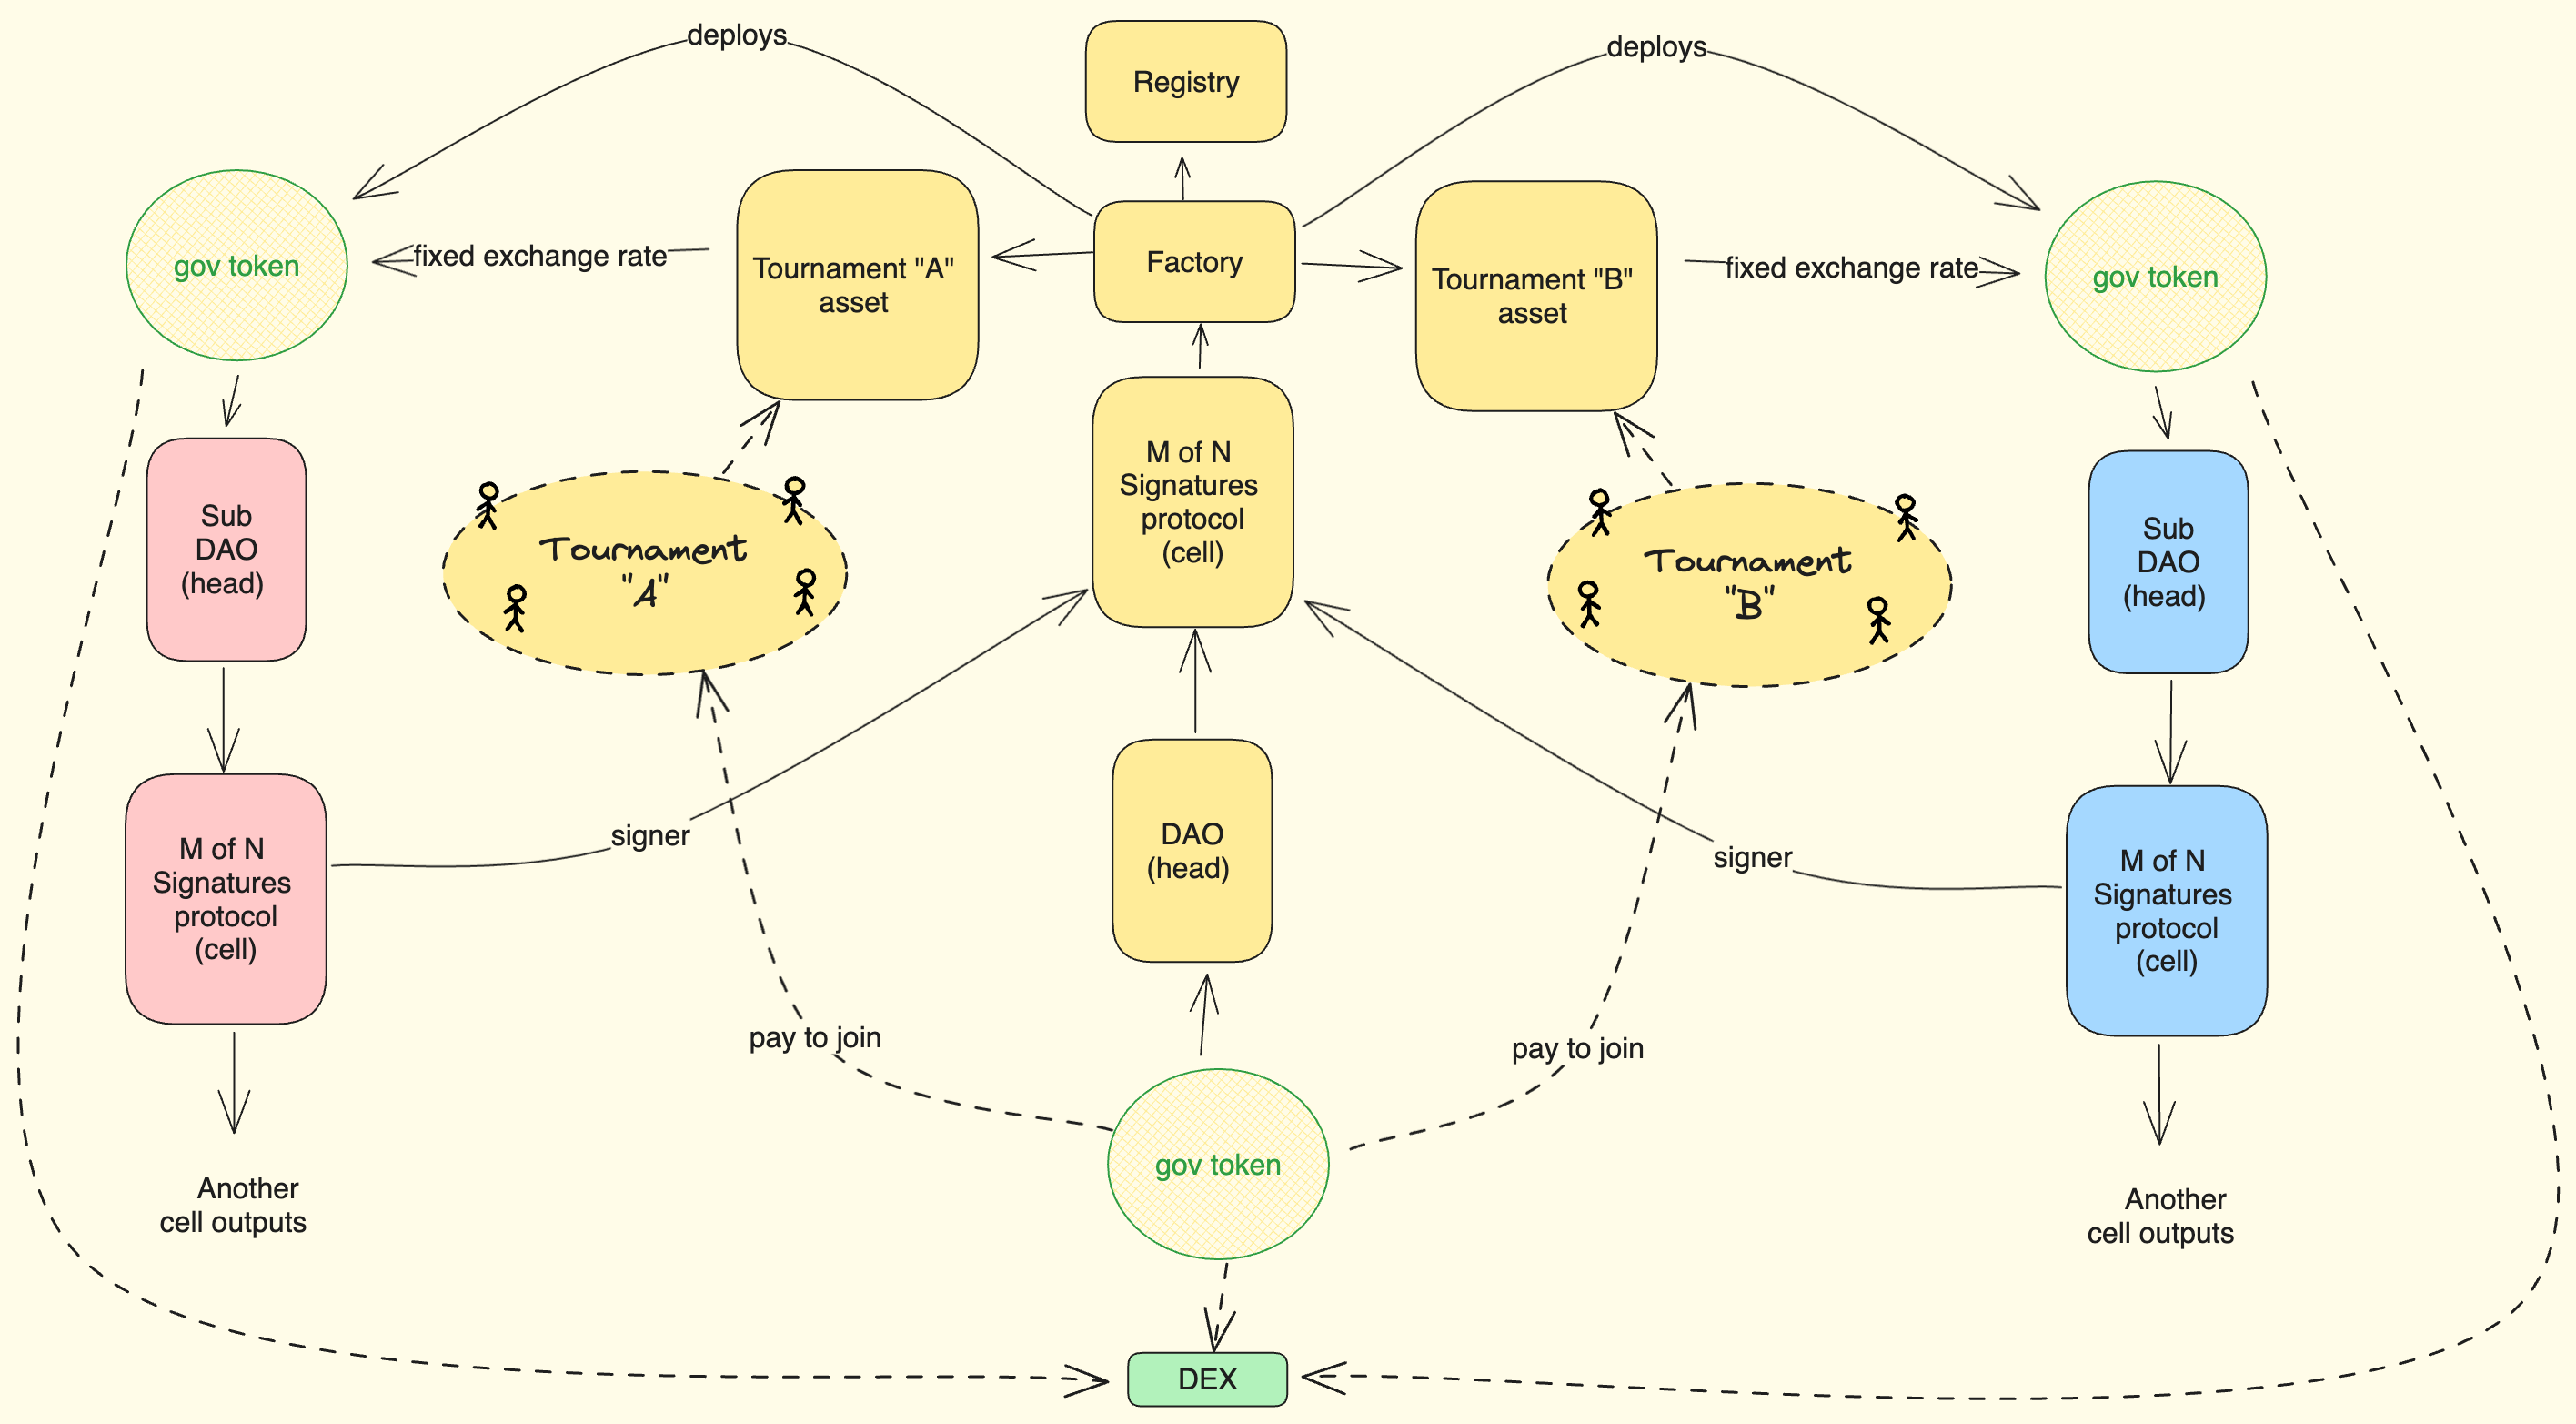 deploys
deploys
Registry
gov token
fixed exchange rate
Tournament "A"
asset
Factory
Tournament "B"
asset
fixed exchange rate
gov token
Sub
DAO
(head)
Tournament
"A"
M of N
Signatures
protocol
(cell)
Tournament
"B"
Sub
DAO
(head)
M of N
Signatures
protocol
(cell)
signer
DAO
(head)
signer
M of N
Signatures
protocol
(cell)
pay to join
pay to join
Another
cell outputs
gov token
Another
cell outputs
DEX